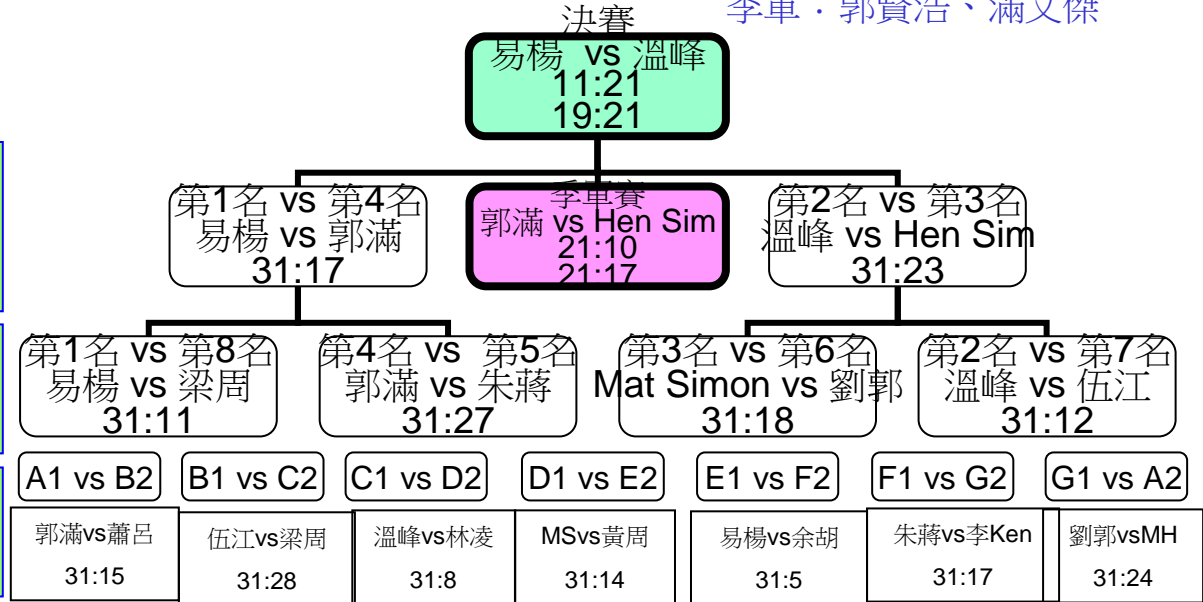 季軍：郭賢浩、滿文傑
決賽
易楊 vs 溫峰
11:21
19:21
第1名 vs 第4名
易楊 vs 郭滿
31:17
季軍賽
郭滿 vs Hen Sim
21:10
21:17
第2名 vs 第3名
溫峰 vs Hen Sim
31:23
第1名 vs 第8名
易楊 vs 梁周
31:11
第4名 vs 第5名
郭滿 vs 朱蔣
31:27
第3名 vs 第6名
Mat Simon vs 劉郭
31:18
第2名 vs 第7名
溫峰 vs 伍江
31:12
A1 vs B2
B1 vs C2
C1 vs D2
D1 vs E2
E1 vs F2
F1 vs G2
G1 vs A2
郭滿vs蕭呂
31:15
伍江vs梁周
31:28
溫峰vs林凌
31:8
MSvs黃周
31:14
易楊vs余胡
31:5
朱蔣vs李Ken
31:17
劉郭vsMH
31:24